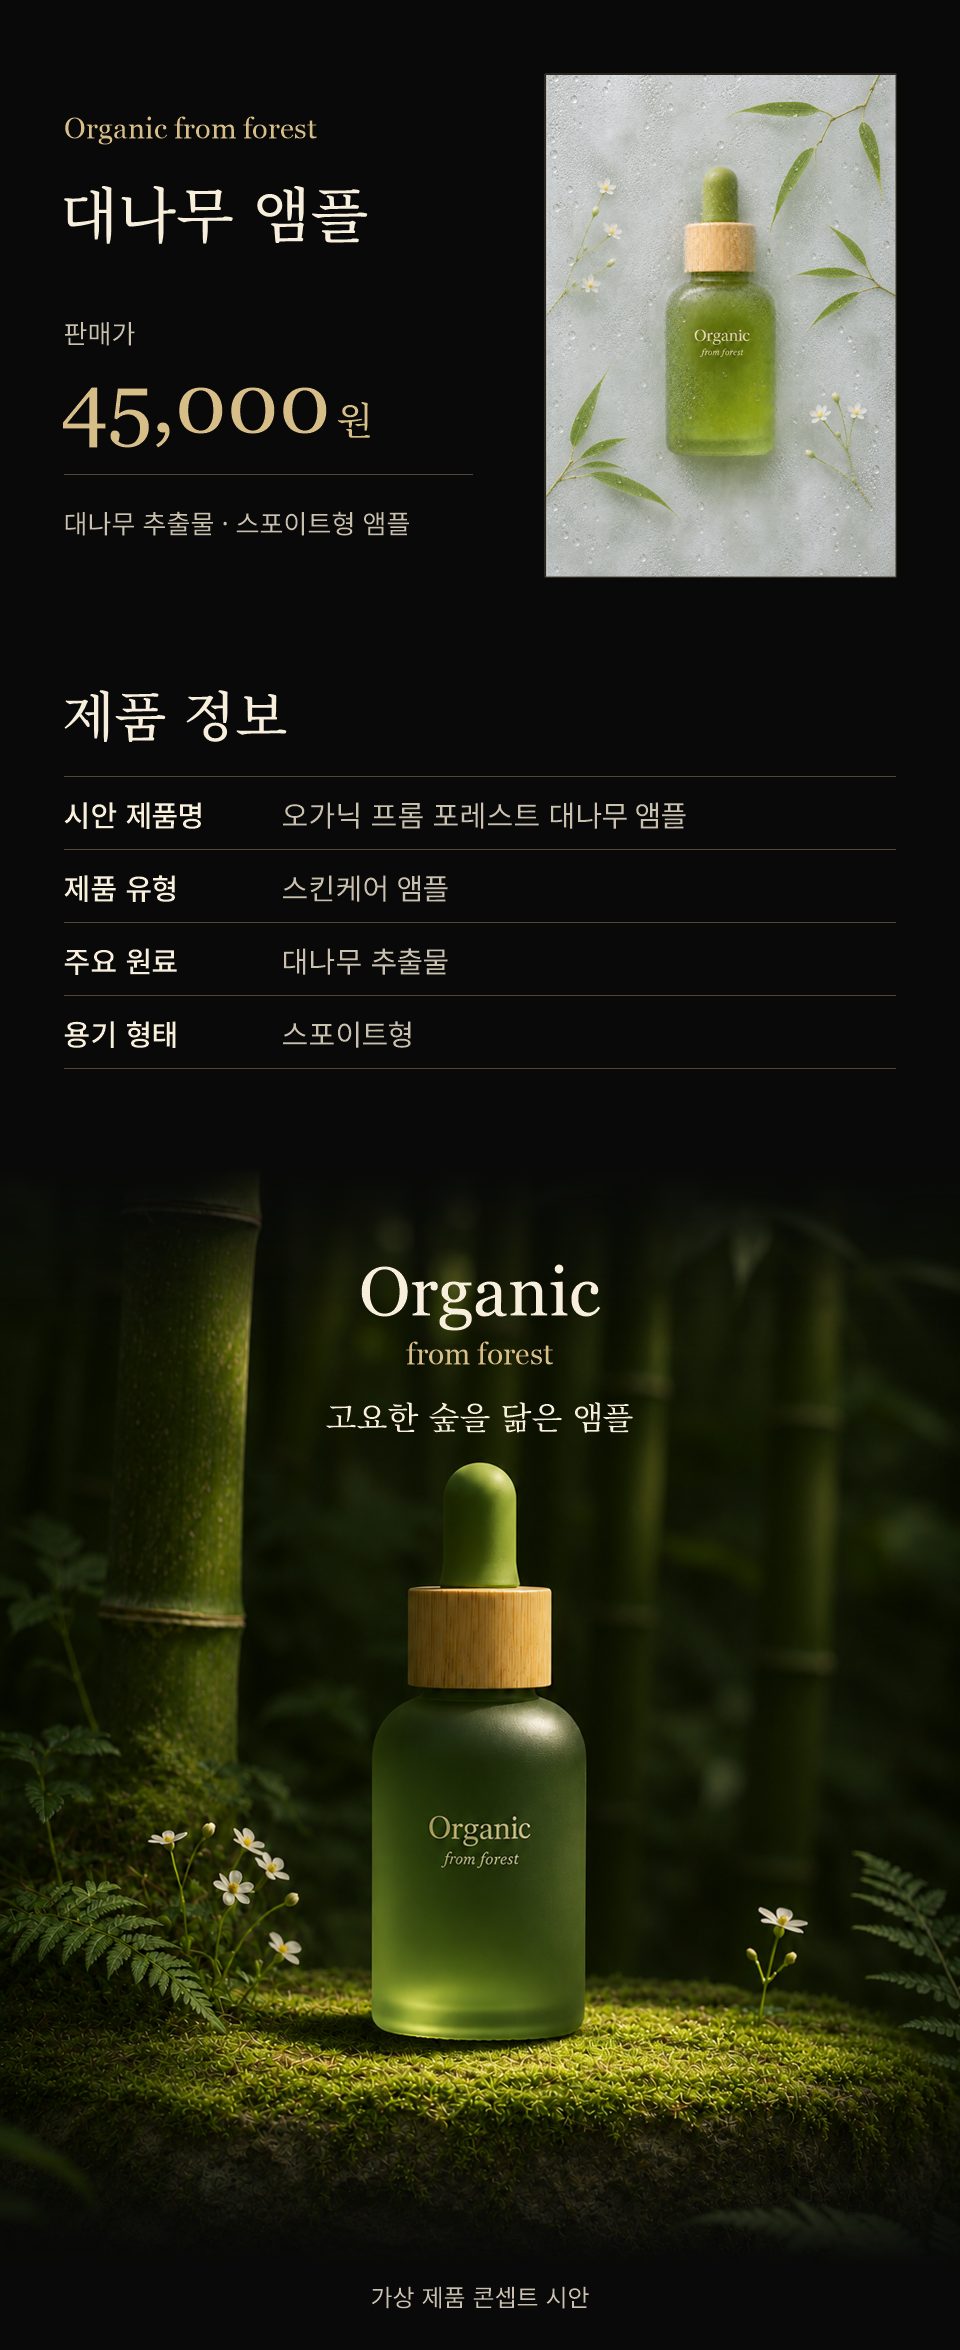 Organic from forest
대나무 앰플
판매가
45,000 원
대나무 추출물 · 스포이트형 앰플
Organic
from forest
제품 정보
시안 제품명 오가닉 프롬 포레스트 대나무 앰플
제품 유형 스킨케어 앰플
주요 원료 대나무 추출물
용기 형태 스포이트형
Organic
from forest
고요한 숲을 닮은 앰플
Organic
from forest
가상 제품 콘셉트 시안